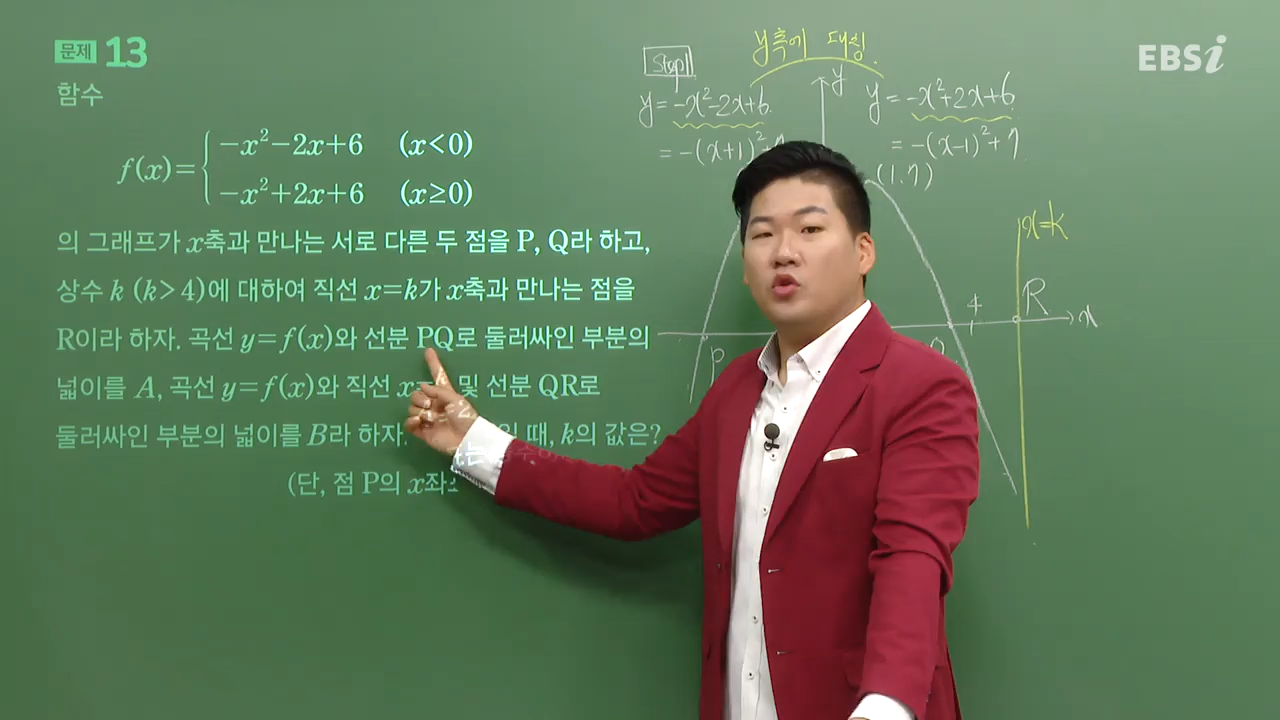 문제 13
함수
f(x)={ -x²-2x+6 (x<0)
-x²+2x+6 (x≥0)
의 그래프가 x축과 만나는 서로 다른 두 점을 P, Q라 하고,
상수 k (k>4)에 대하여 직선 x=k가 x축과 만나는 점을
R이라 하자. 곡선 y=f(x)와 선분 PQ로 둘러싸인 부분의
넓이를 A, 곡선 y=f(x)와 직선 및 선분 QR로
둘러싸인 부분의 넓이를 B라 하자. 일 때, k의 값은?
(단, 점 P의 x좌
EBSi
Step1
y축에 대칭
y
y=-x²-2x+6
=-(x+1)²
y=-x²+2x+6
=-(x-1)²+7
(1,7)
x=k
4
R
x
P